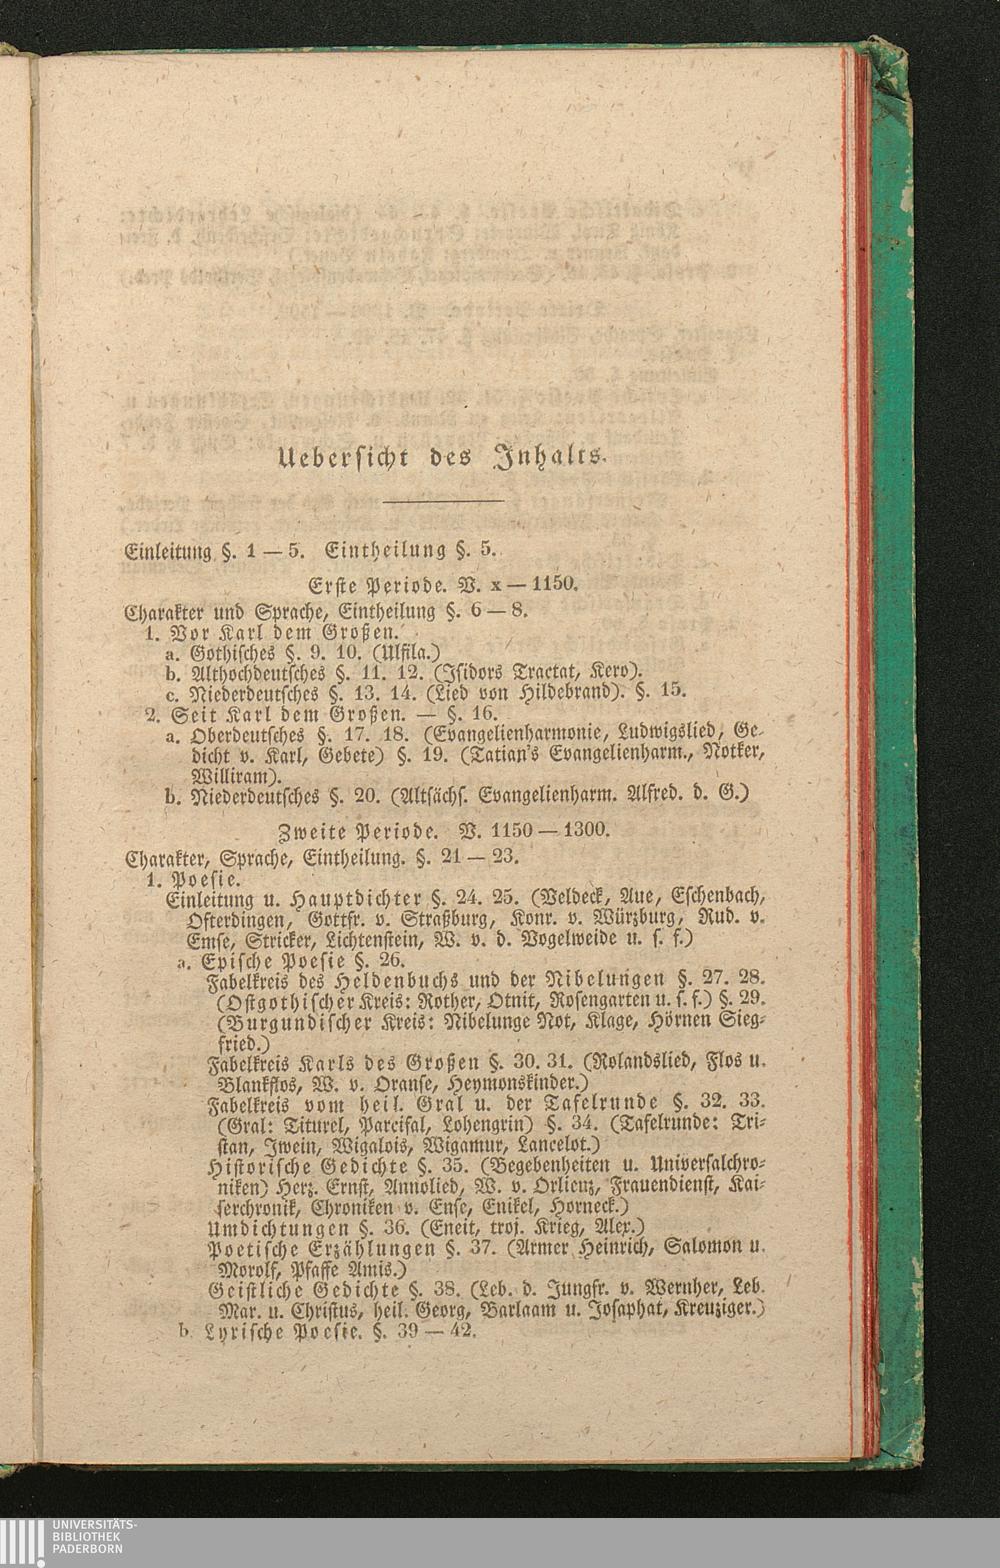 Uebersicht des Inhalts.
Einleitung §. 1 — 5. Eintheilung §. 5.
Erste Periode. V. x — 1150.
Charakter und Sprache, Eintheilung §. 6 — 8.
1. Vor Karl dem Großen.
a. Gothisches §. 9. 10. (Ulfila.)
b. Althochdeutsches §. 11. 12. (Isidors Tractat, Kero).
c. Niederdeutsches §. 13. 14. (Lied von Hildebrand). §. 15.
2. Seit Karl dem Großen. — §. 16.
a. Oberdeutsches §. 17. 18. (Evangelienharmonie, Ludwigslied, Ge-
dicht v. Karl, Gebete) §. 19. (Tatian's Evangelienharm., Notker,
Williram).
b. Niederdeutsches §. 20. (Altsächs. Evangelienharm. Alfred. d. G.)
Zweite Periode. V. 1150 — 1300.
Charakter, Sprache, Eintheilung. §. 21 — 23.
1. Poesie.
Einleitung u. Hauptdichter §. 24. 25. (Veldeck, Aue, Eschenbach,
Ofterdingen, Gottfr. v. Straßburg, Konr. v. Würzburg, Rud. v.
Emse, Stricker, Lichtenstein, W. v. d. Vogelweide u. s. f.)
a. Epische Poesie §. 26.
Fabelkreis des Heldenbuchs und der Nibelungen §. 27. 28.
(Ostgothischer Kreis: Rother, Otnit, Rosengarten u. s. f.) §. 29.
(Burgundischer Kreis: Nibelunge Not, Klage, Hörnen Sieg-
fried.)
Fabelkreis Karls des Großen §. 30. 31. (Rolandslied, Flos u.
Blankflos, W. v. Oranse, Heymonskinder.)
Fabelkreis vom heil. Gral u. der Tafelrunde §. 32. 33.
(Gral: Titurel, Parcifal, Lohengrin) §. 34. (Tafelrunde: Tri-
stan, Iwein, Wigalois, Wigamur, Lancelot.)
Historische Gedichte §. 35. (Begebenheiten u. Universalchro-
niken) Herz. Ernst, Annolied, W. v. Orlienz, Frauendienst, Kai-
serchronik, Chroniken v. Ense, Enikel, Horneck.)
Umdichtungen §. 36. (Eneit, troj. Krieg, Alex.)
Poetische Erzählungen §. 37. (Armer Heinrich, Salomon u.
Morolf, Pfaffe Amis.)
Geistliche Gedichte §. 38. (Leb. d. Jungfr. v. Wernher, Leb.
Mar. u. Christus, heil. Georg, Barlaam u. Josaphat, Kreuziger.)
b. Lyrische Poesie. §. 39 — 42.
UNIVERSITÄTS-
BIBLIOTHEK
PADERBORN